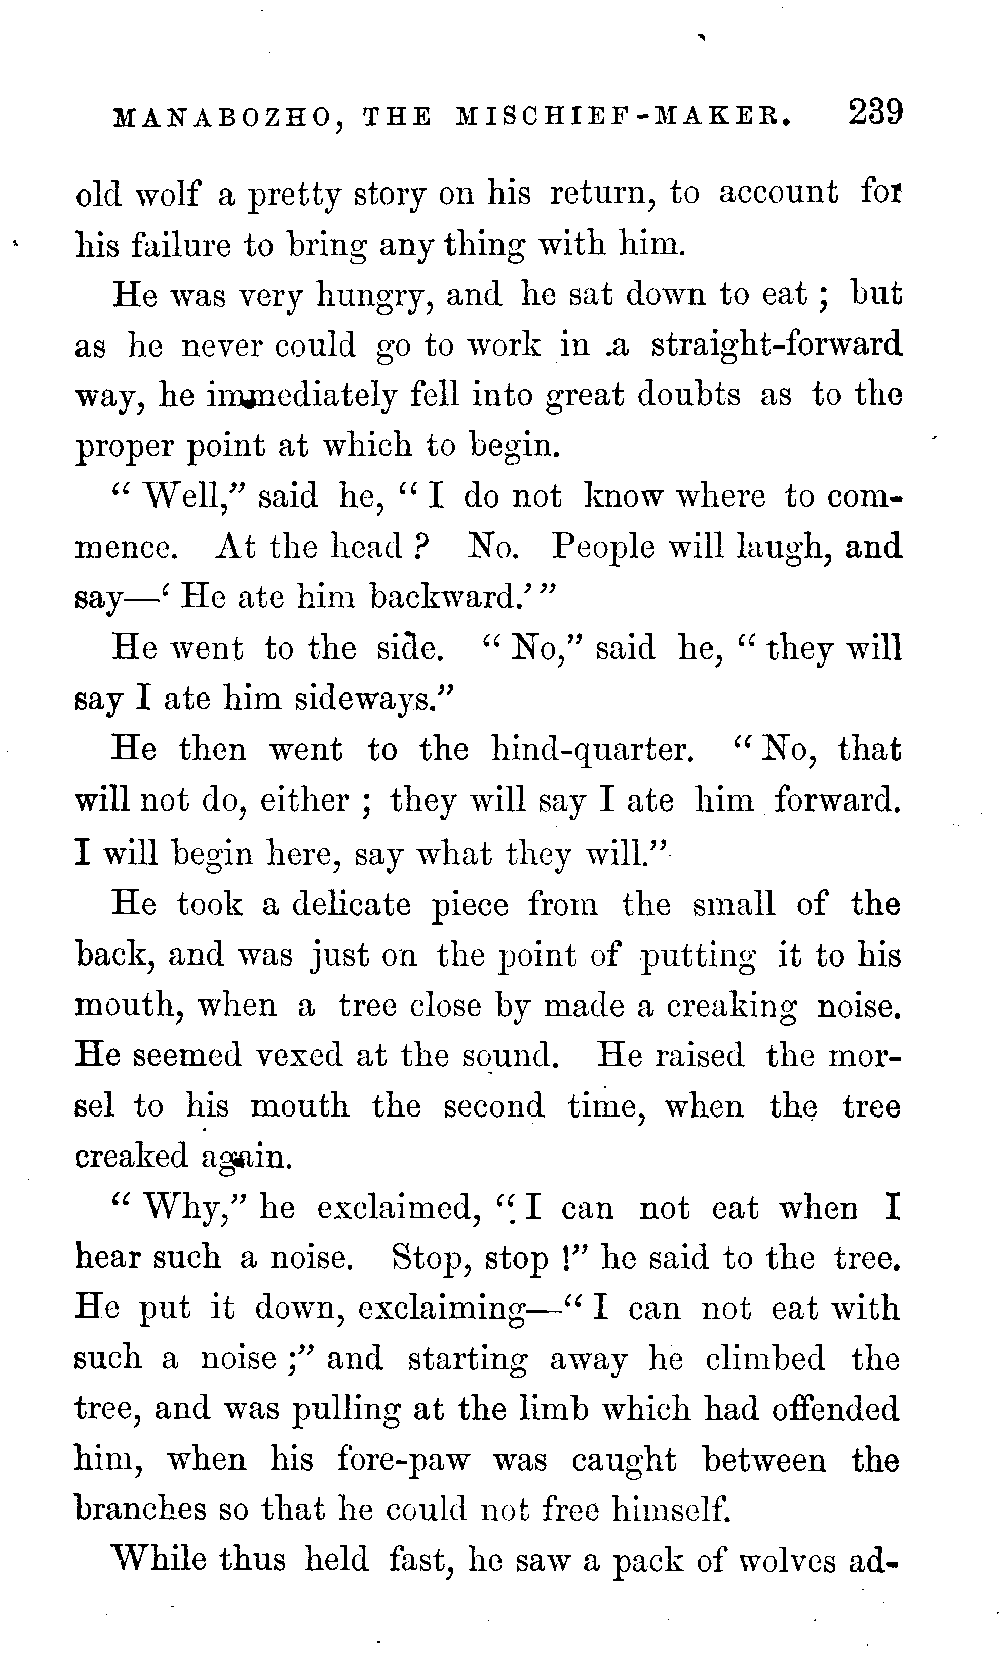 MANABOZHO, THE MISCHIEF-MAKER. 239
old wolf a pretty story on his return, to account for
his failure to bring any thing with him.
He was very hungry, and he sat down to eat ; but
as he never could go to work in a straight-forward
way, he immediately fell into great doubts as to the
proper point at which to begin.
“ Well,” said he, “ I do not know where to com-
mence. At the head ? No. People will laugh, and
say—‘ He ate him backward.’ ”
He went to the side. “ No,” said he, “ they will
say I ate him sideways.”
He then went to the hind-quarter. “ No, that
will not do, either ; they will say I ate him forward.
I will begin here, say what they will.”
He took a delicate piece from the small of the
back, and was just on the point of putting it to his
mouth, when a tree close by made a creaking noise.
He seemed vexed at the sound. He raised the mor-
sel to his mouth the second time, when the tree
creaked again.
“ Why,” he exclaimed, “ I can not eat when I
hear such a noise. Stop, stop !” he said to the tree.
He put it down, exclaiming—“ I can not eat with
such a noise ;” and starting away he climbed the
tree, and was pulling at the limb which had offended
him, when his fore-paw was caught between the
branches so that he could not free himself.
While thus held fast, he saw a pack of wolves ad-